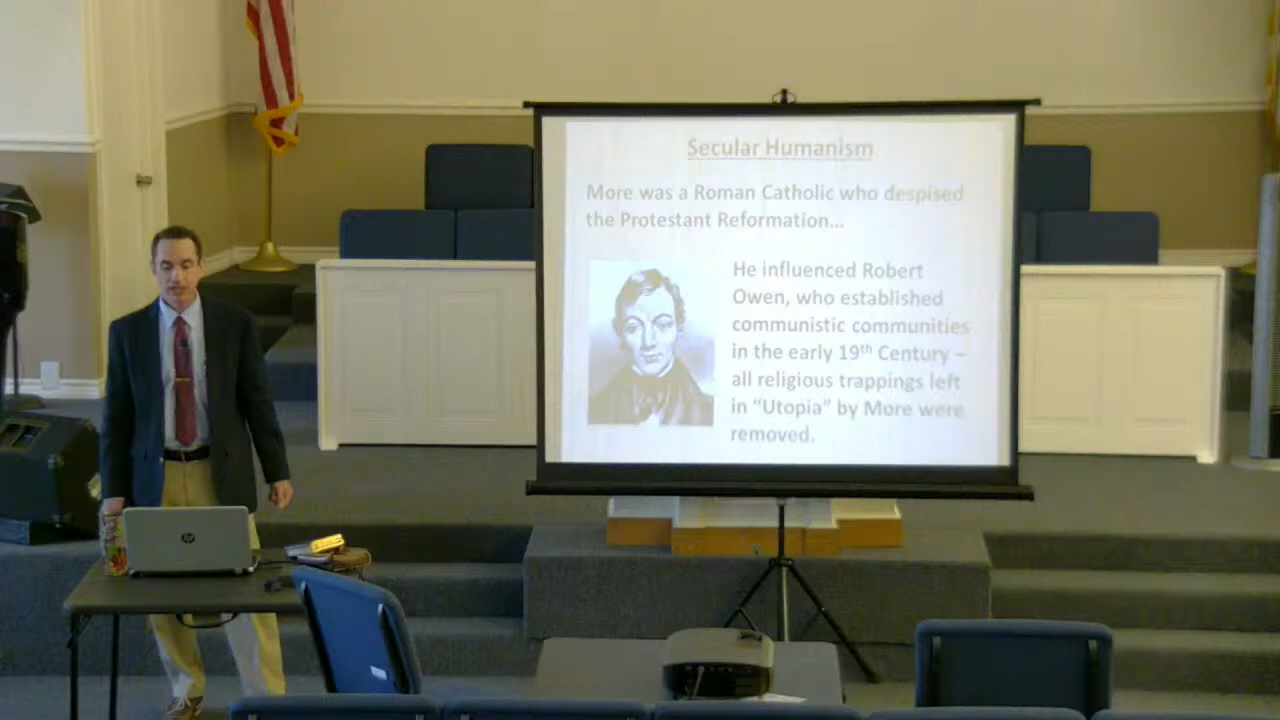 Secular Humanism
More was a Roman Catholic who despised
the Protestant Reformation...
He influenced Robert
Owen, who established
communistic communities
in the early 19th Century –
all religious trappings left
in “Utopia” by More were
removed.
hp